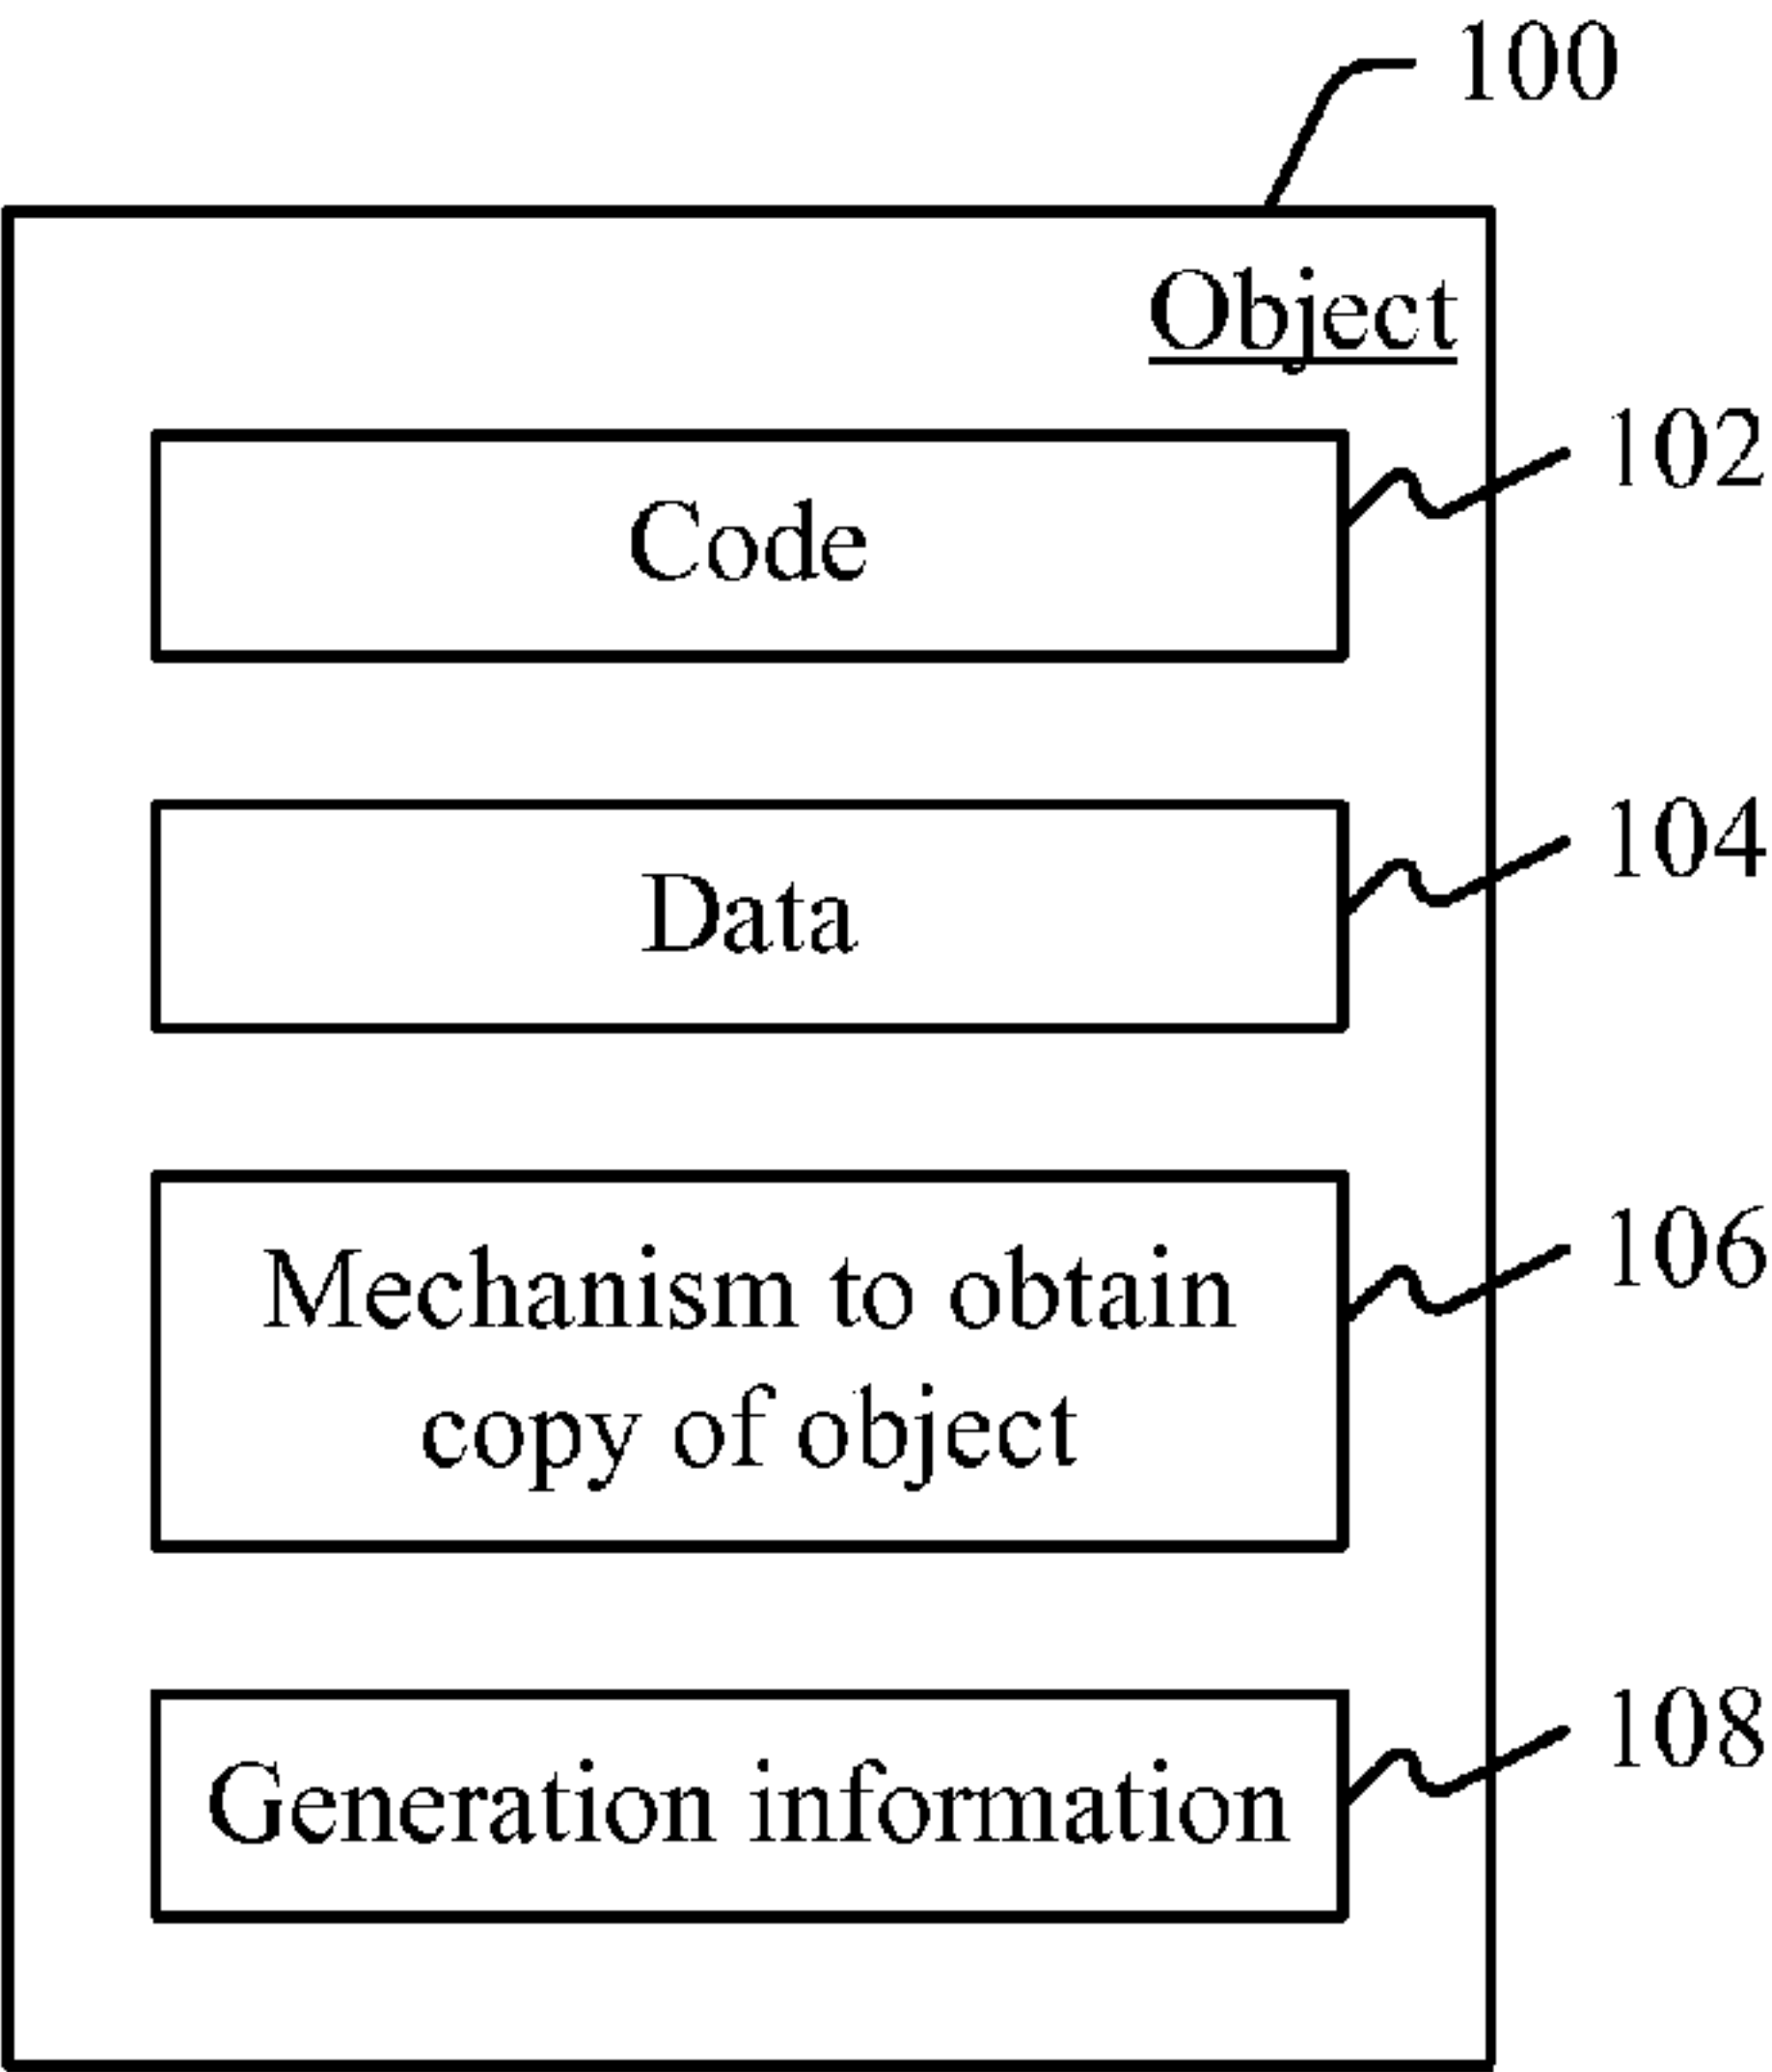 100
Object
102
Code
104
Data
106
Mechanism to obtain
copy of object
108
Generation information